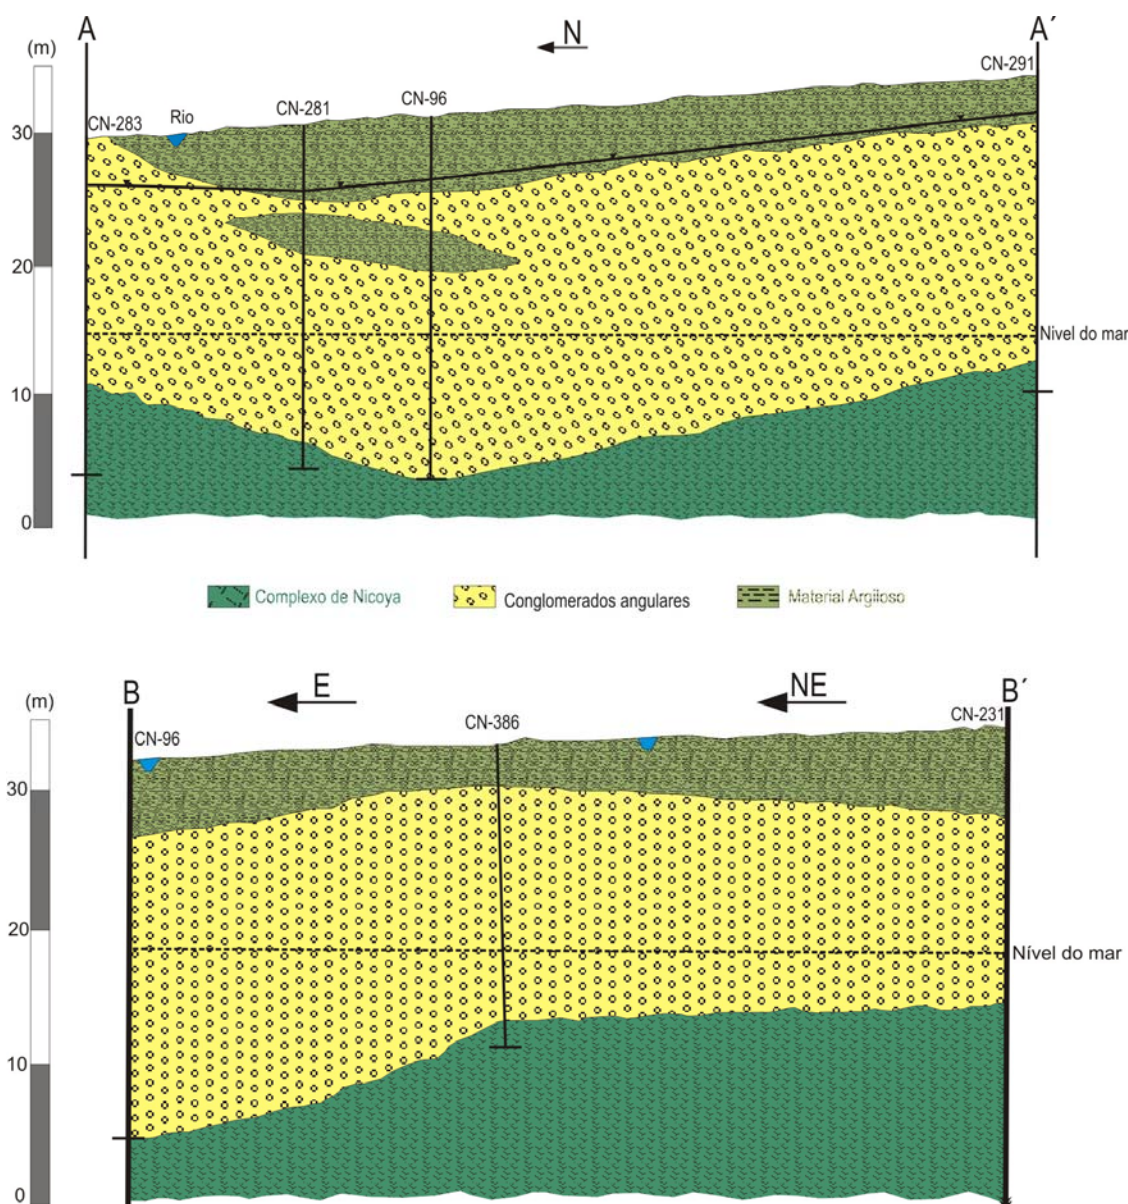 A
N
A´
(m)
CN-291
CN-283
Rio
CN-281
CN-96
30
20
Nivel do mar
10
0
Complexo de Nicoya
Conglomerados angulares
Material Argiloso
B
E
NE
B´
(m)
CN-96
CN-386
CN-231
30
20
Nível do mar
10
0